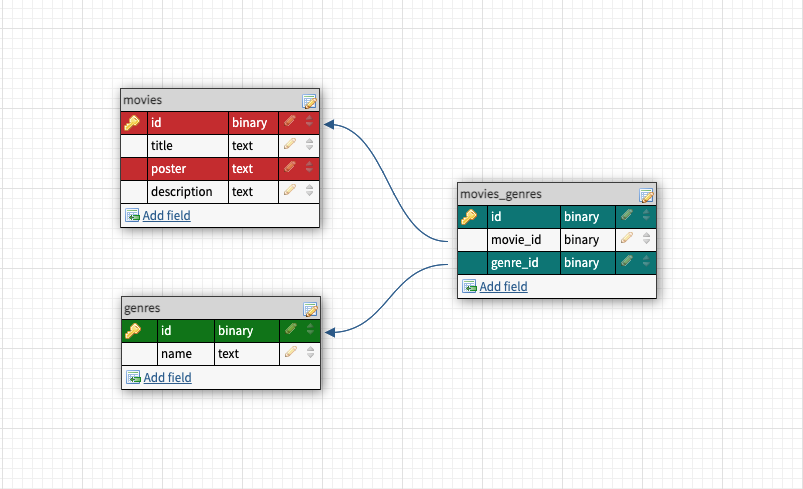 movies
id binary
title text
poster text
description text
Add field
movies_genres
id binary
movie_id binary
genre_id binary
Add field
genres
id binary
name text
Add field